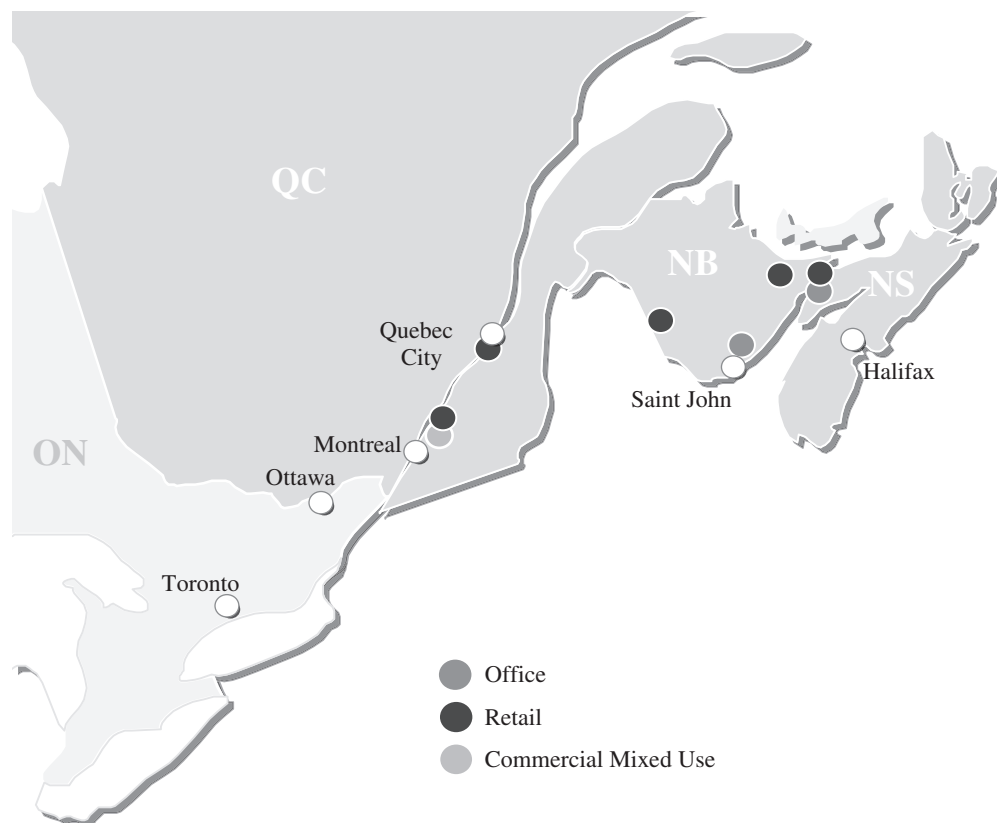 QC
NB
NS
Quebec
City
Halifax
Saint John
Montreal
ON
Ottawa
Toronto
Office
Retail
Commercial Mixed Use